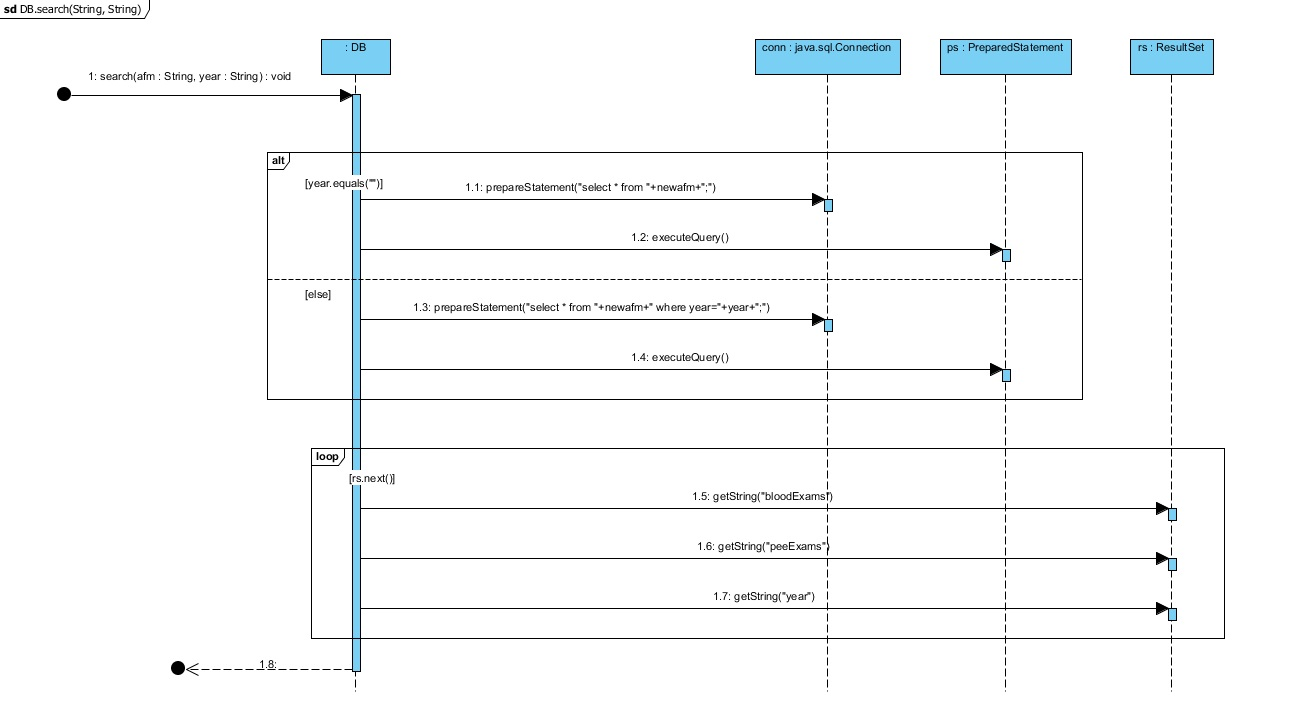 sd DB.search(String, String)
: DB
conn : java.sql.Connection
ps : PreparedStatement
rs : ResultSet
1: search(afm : String, year : String) : void
alt
[year.equals("")]
1.1: prepareStatement("select * from "+newafm+";")
1.2: executeQuery()
[else]
1.3: prepareStatement("select * from "+newafm+" where year="+year+";")
1.4: executeQuery()
loop
[rs.next()]
1.5: getString("bloodExams")
1.6: getString("peeExams")
1.7: getString("year")
1.8: